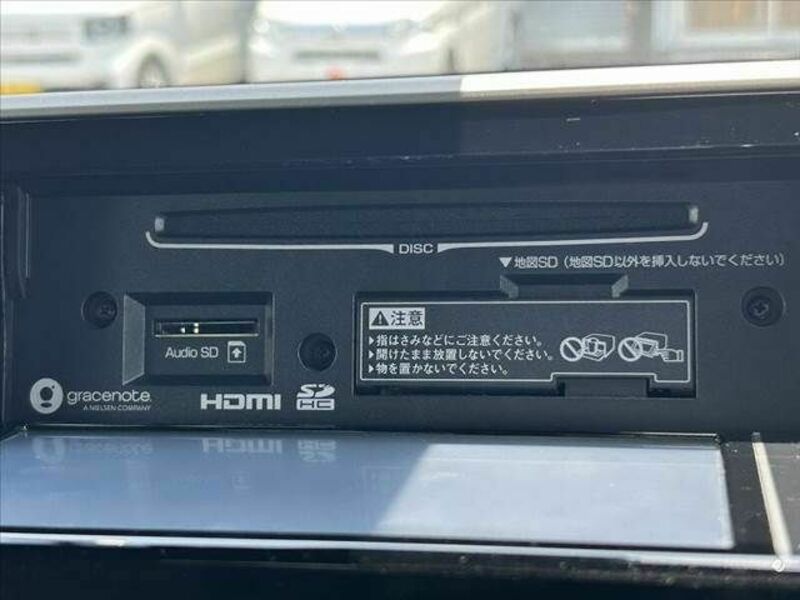 DISC
▼地図SD（地図SD以外を挿入しないでください）
注意
▶指はさみなどにご注意ください。
▶開けたまま放置しないでください。
▶物を置かないでください。
Audio SD
gracenote.
A NIELSEN COMPANY
HDMI
SD
HC